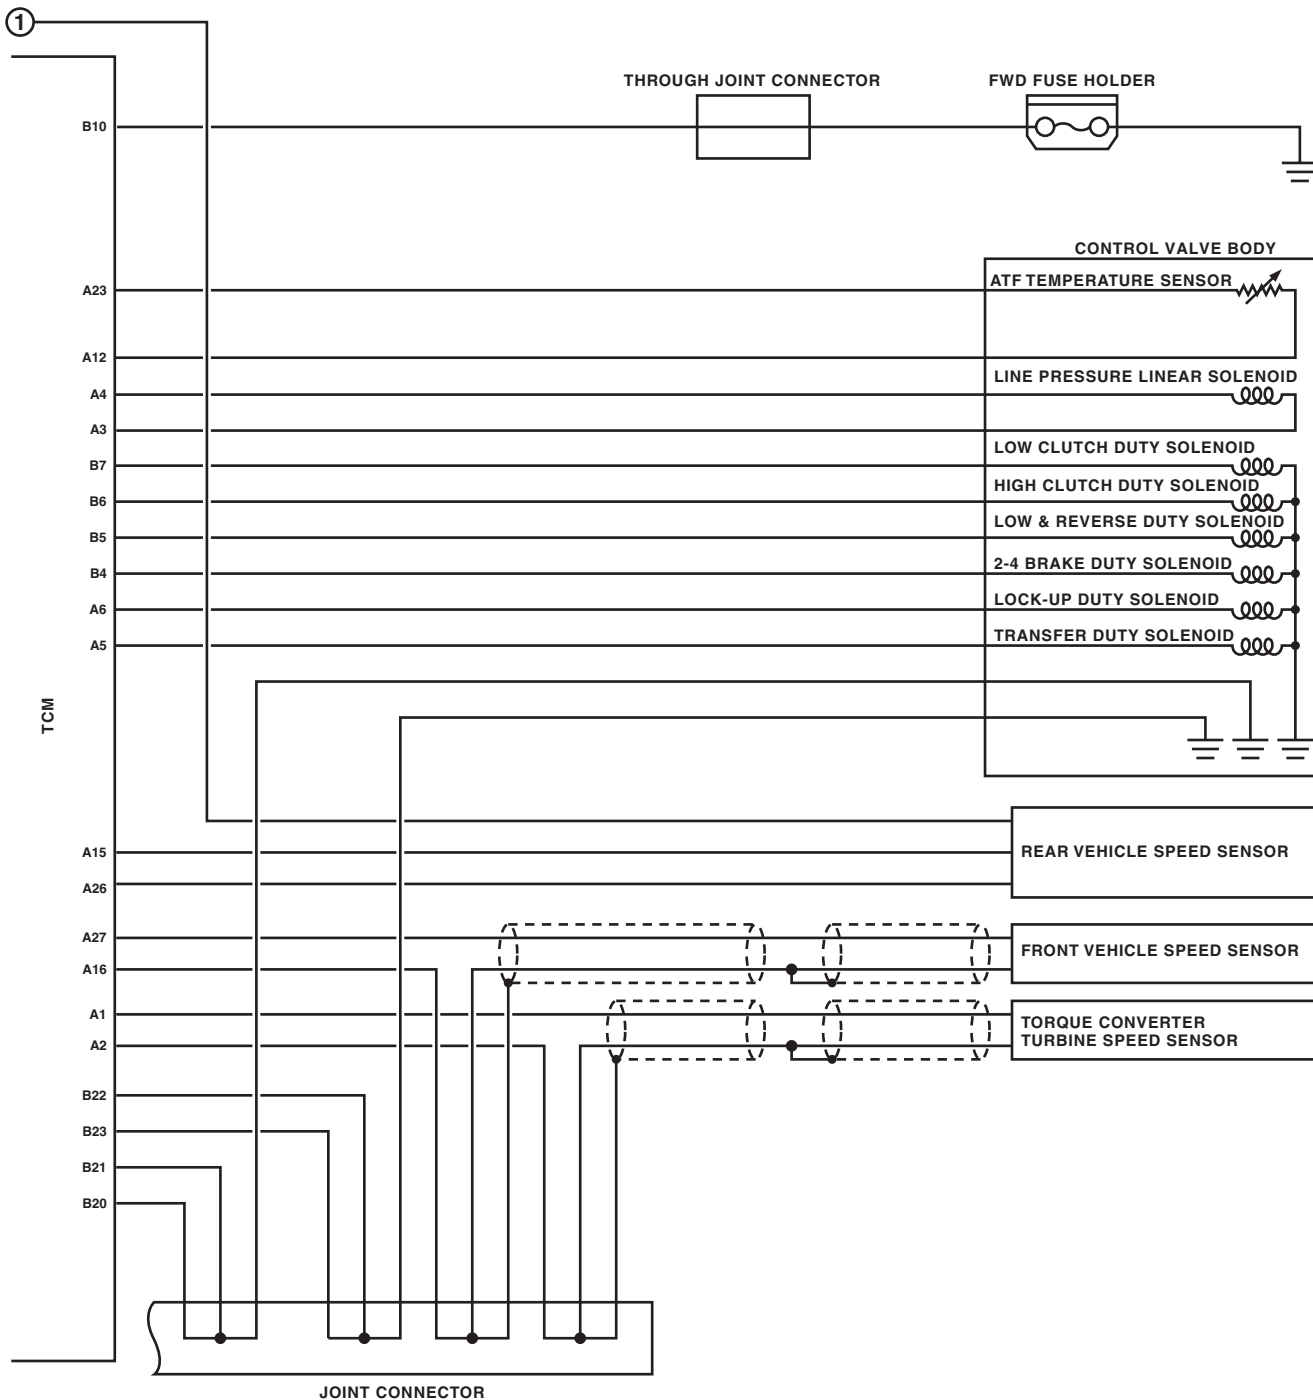 1
THROUGH JOINT CONNECTOR
FWD FUSE HOLDER
B10
CONTROL VALVE BODY
A23
ATF TEMPERATURE SENSOR
A12
LINE PRESSURE LINEAR SOLENOID
A4
A3
LOW CLUTCH DUTY SOLENOID
B7
HIGH CLUTCH DUTY SOLENOID
B6
LOW & REVERSE DUTY SOLENOID
B5
2-4 BRAKE DUTY SOLENOID
B4
LOCK-UP DUTY SOLENOID
A6
TRANSFER DUTY SOLENOID
A5
TCM
A15
REAR VEHICLE SPEED SENSOR
A26
A27
FRONT VEHICLE SPEED SENSOR
A16
A1
TORQUE CONVERTER
TURBINE SPEED SENSOR
A2
B22
B23
B21
B20
JOINT CONNECTOR